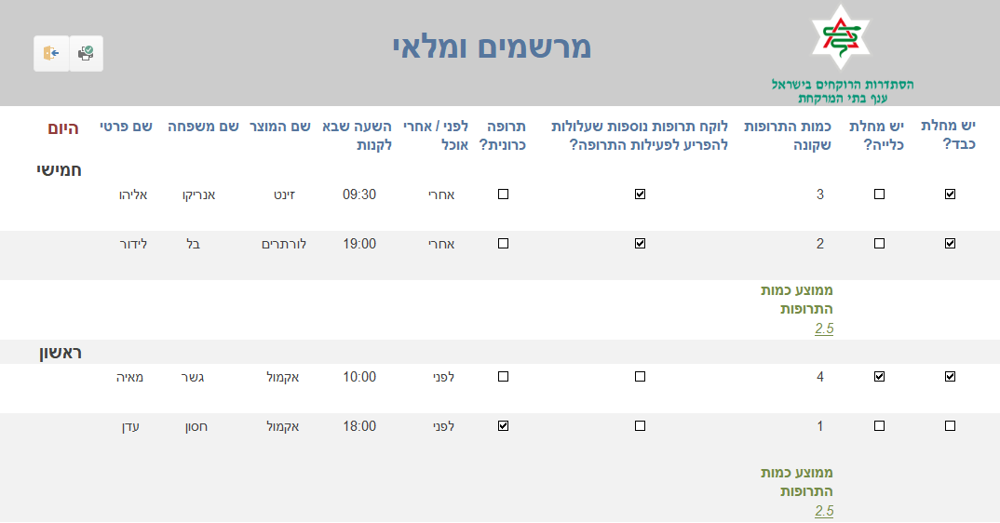 מרשמים ומלאי
הסתדרות הרוקחים בישראל
ענף בתי המרקחת
היום שם פרטי שם משפחה שם המוצר השעה שבא לקנות לפני / אחרי אוכל תרופה כרונית? לוקח תרופות נוספות שעלולות להפריע לפעילות התרופה? כמות התרופות שקונה יש מחלת כלייה? יש מחלת כבד?
חמישי
אליהו אנריקו זינט 09:30 אחרי 3
לידור בל לורתרים 19:00 אחרי 2
ממוצע כמות
התרופות
2.5
ראשון
מאיה גשר אקמול 10:00 לפני 4
עדן חסון אקמול 18:00 לפני 1
ממוצע כמות
התרופות
2.5